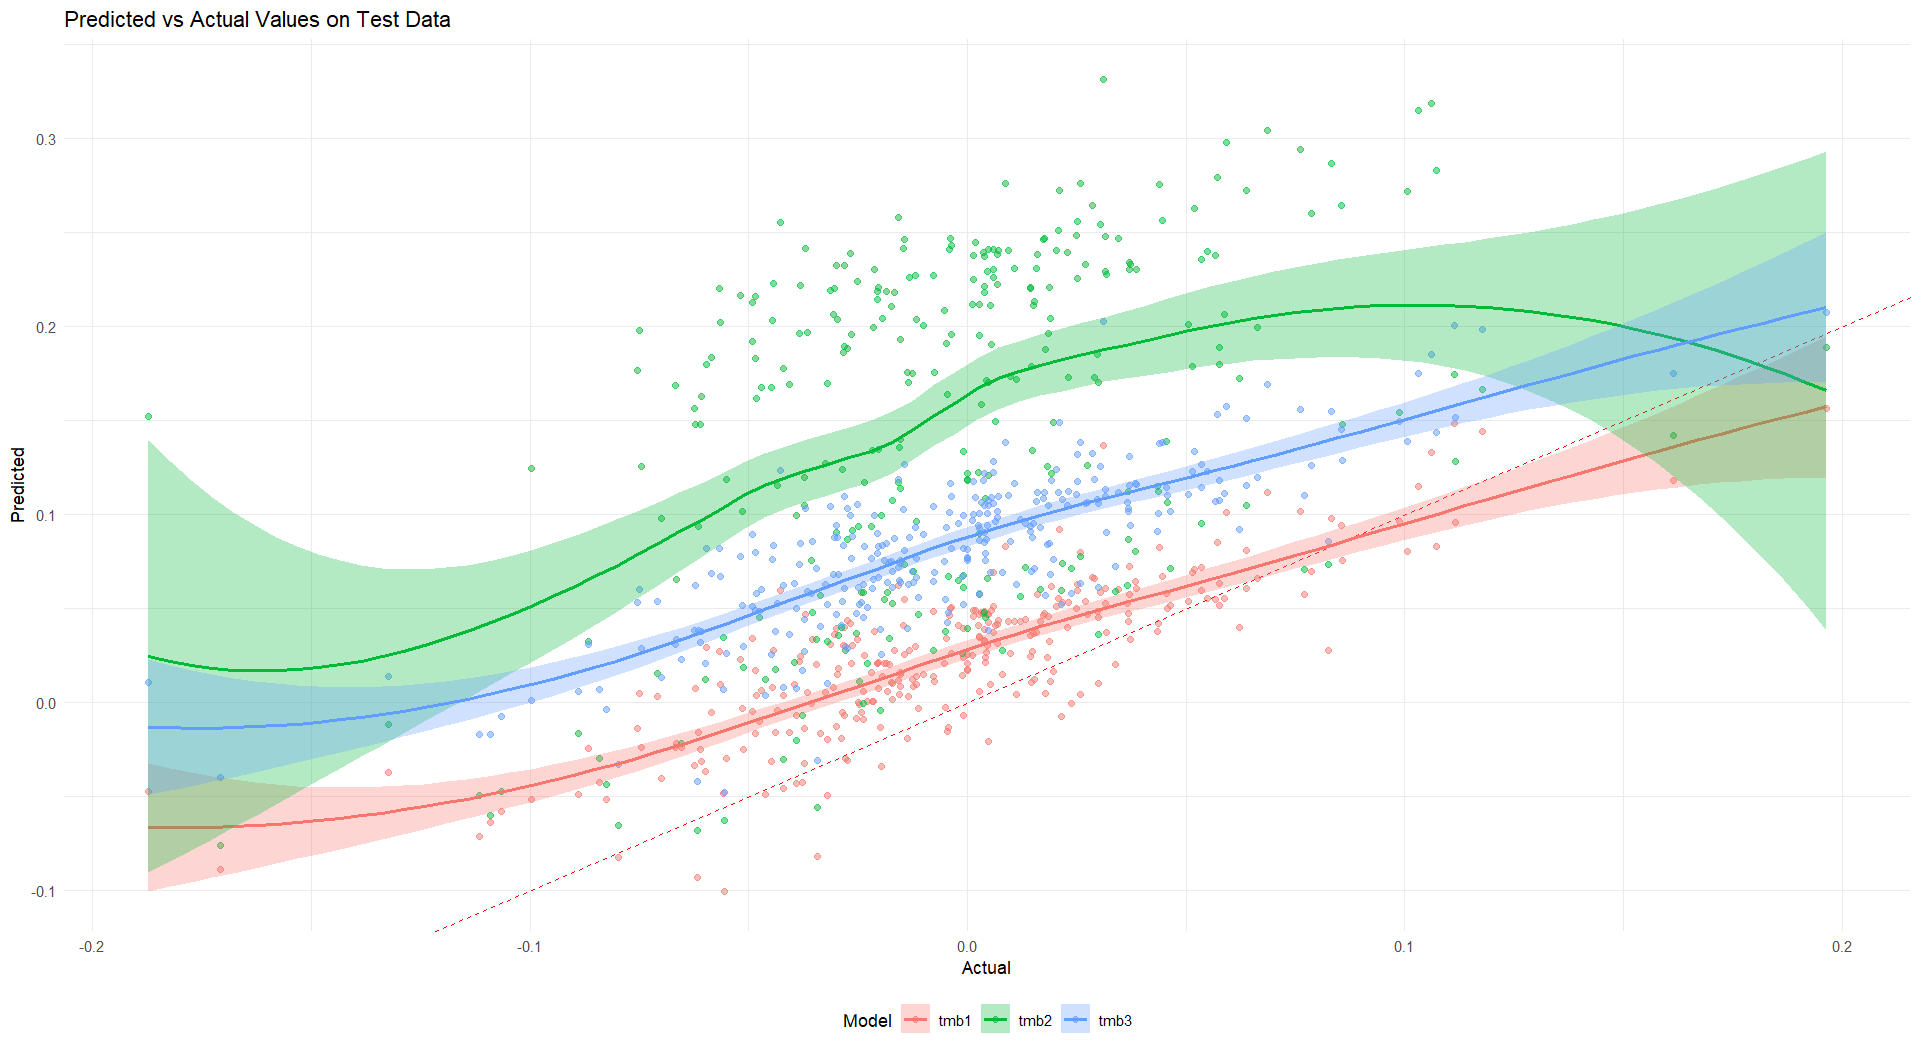 Predicted vs Actual Values on Test Data
Predicted
0.3
0.2
0.1
0.0
-0.1
-0.2 -0.1 0.0 0.1 0.2
Actual
Model tmb1 tmb2 tmb3